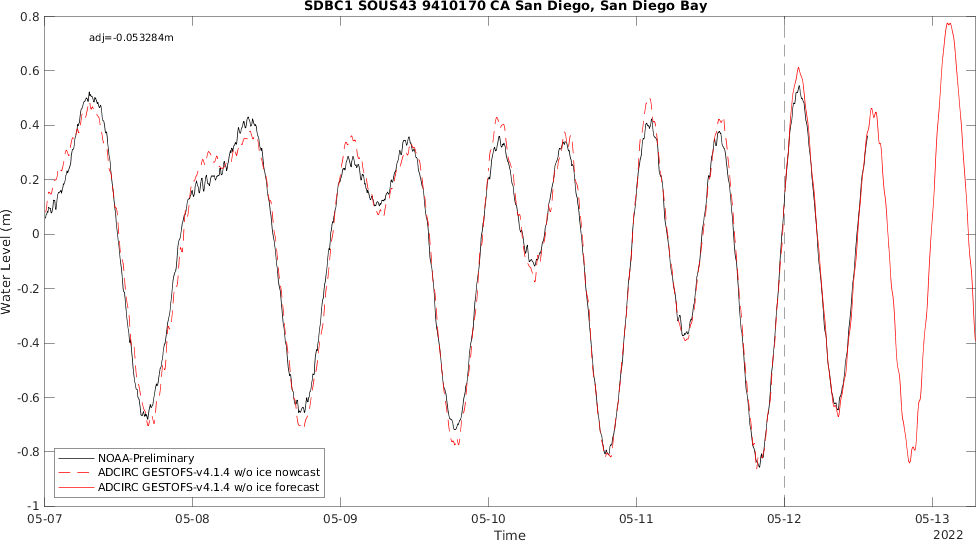 SDBC1 SOUS43 9410170 CA San Diego, San Diego Bay
adj=-0.053284m
0.8
0.6
0.4
0.2
0
-0.2
-0.4
-0.6
-0.8
-1
Water Level (m)
NOAA-Preliminary
ADCIRC GESTOFS-v4.1.4 w/o ice nowcast
ADCIRC GESTOFS-v4.1.4 w/o ice forecast
05-07 05-08 05-09 05-10 05-11 05-12 05-13
Time
2022